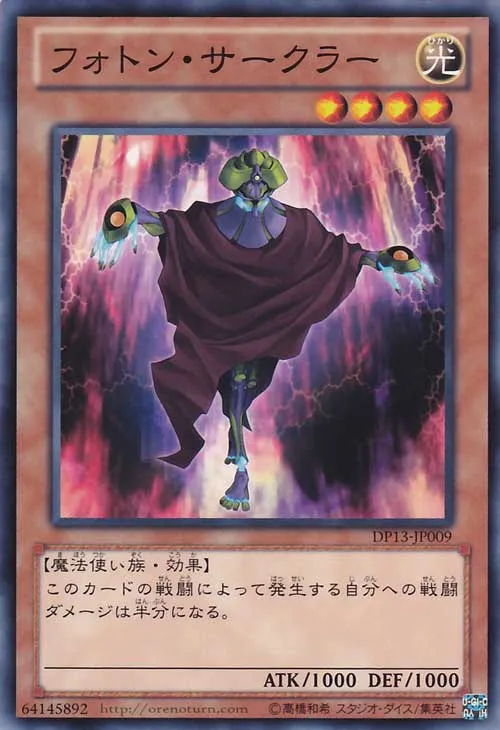 フォトン・サークラー
光
DP13-JP009
【魔法使い族・効果】
このカードの戦闘によって発生する自分への戦闘
ダメージは半分になる。
ATK/1000 DEF/1000
64145892 http://orenoturn.com/ ©高橋和希 スタジオ・ダイス/集英社